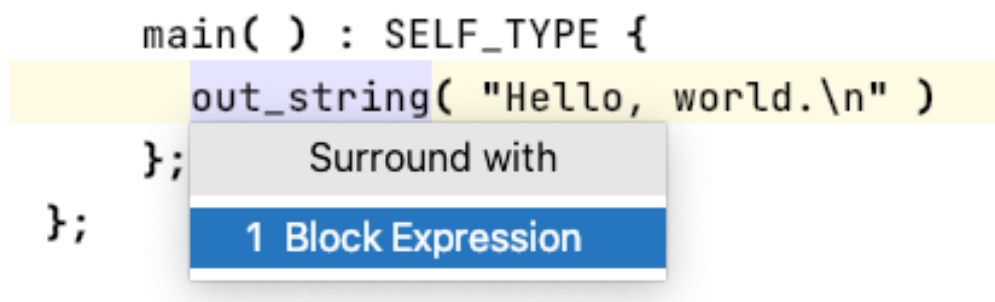 main( ) : SELF_TYPE {
out_string( "Hello, world.\n" )
};
Surround with
};
1 Block Expression